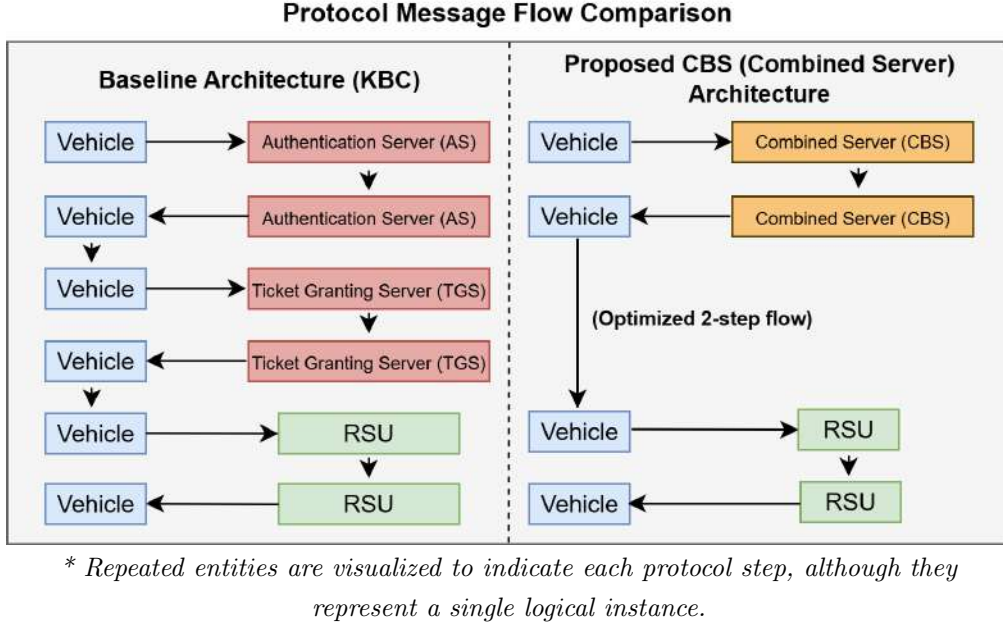 Protocol Message Flow Comparison
Baseline Architecture (KBC)
Vehicle
Authentication Server (AS)
Vehicle
Authentication Server (AS)
Vehicle
Ticket Granting Server (TGS)
Vehicle
Ticket Granting Server (TGS)
Vehicle
RSU
Vehicle
RSU
Proposed CBS (Combined Server)
Architecture
Vehicle
Combined Server (CBS)
Vehicle
Combined Server (CBS)
(Optimized 2-step flow)
Vehicle
RSU
Vehicle
RSU
* Repeated entities are visualized to indicate each protocol step, although they
represent a single logical instance.